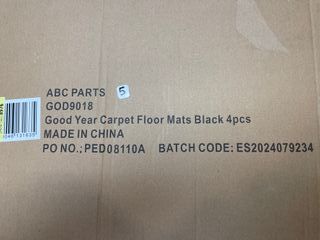 ABC PARTS 5
GOD9018
Good Year Carpet Floor Mats Black 4pcs
MADE IN CHINA
PO NO.: PED08110A BATCH CODE: ES2024079234